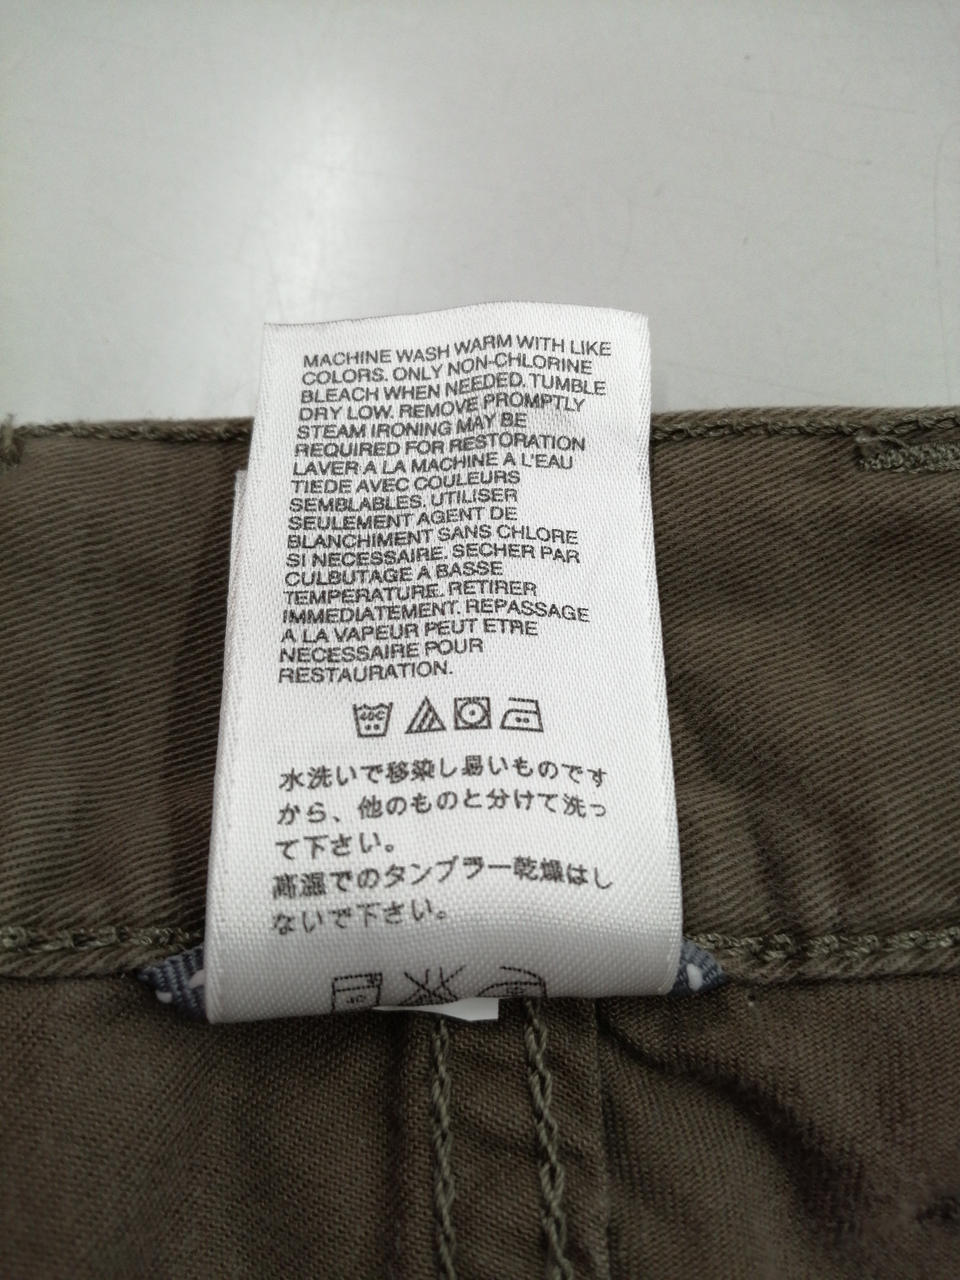 MACHINE WASH WARM WITH LIKE
COLORS. ONLY NON-CHLORINE
BLEACH WHEN NEEDED. TUMBLE
DRY LOW. REMOVE PROMPTLY
STEAM IRONING MAY BE
REQUIRED FOR RESTORATION
LAVER A LA MACHINE A L'EAU
TIEDE AVEC COULEURS
SEMBLABLES. UTILISER
SEULEMENT AGENT DE
BLANCHIMENT SANS CHLORE
SI NECESSAIRE. SECHER PAR
CULBUTAGE A BASSE
TEMPERATURE. RETIRER
IMMEDIATEMENT. REPASSAGE
A LA VAPEUR PEUT ETRE
NECESSAIRE POUR
RESTAURATION.
40C
水洗いで移染し易いものです
から、他のものと分けて洗っ
て下さい。
高温でのタンブラー乾燥はし
ないで下さい。
40